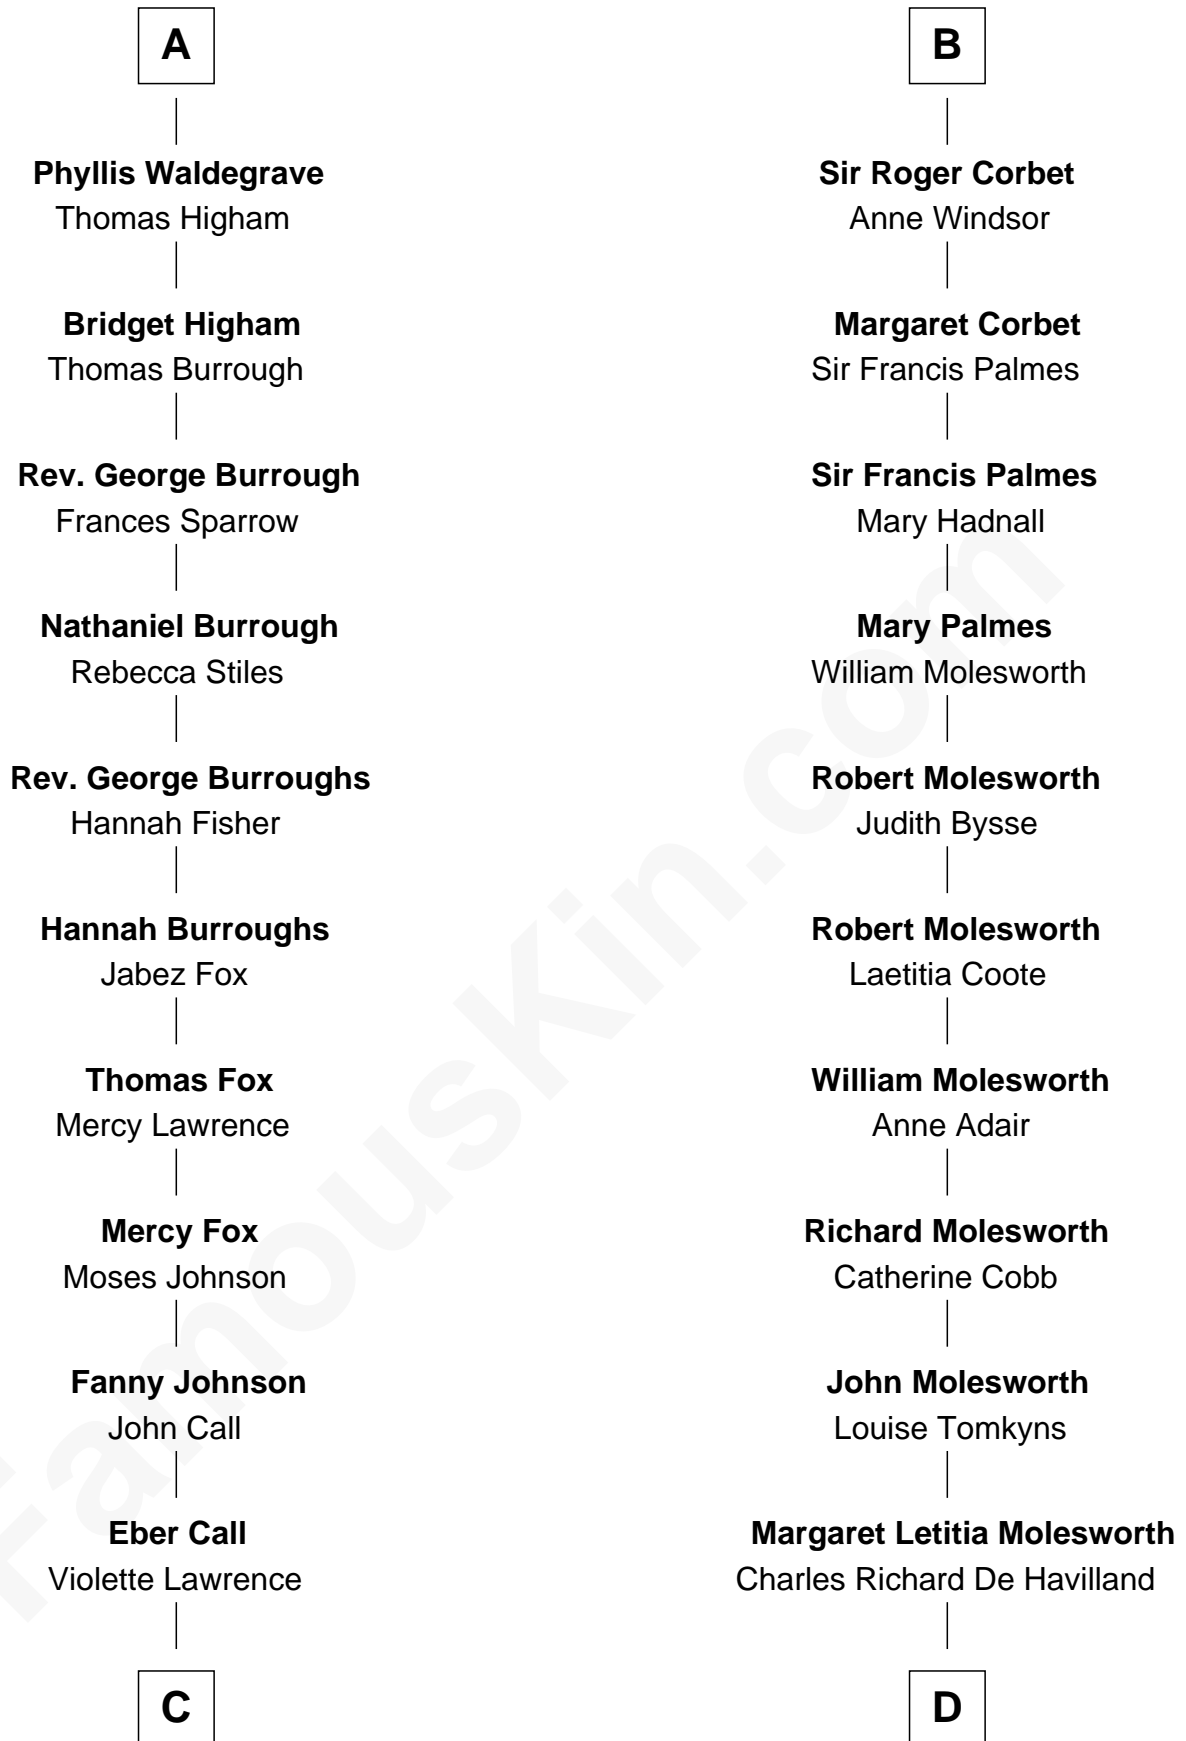 A
Phyllis Waldegrave
Thomas Higham
Bridget Higham
Thomas Burrough
Rev. George Burrough
Frances Sparrow
Nathaniel Burrough
Rebecca Stiles
Rev. George Burroughs
Hannah Fisher
Hannah Burroughs
Jabez Fox
Thomas Fox
Mercy Lawrence
Mercy Fox
Moses Johnson
Fanny Johnson
John Call
Eber Call
Violette Lawrence
C
B
Sir Roger Corbet
Anne Windsor
Margaret Corbet
Sir Francis Palmes
Sir Francis Palmes
Mary Hadnall
Mary Palmes
William Molesworth
Robert Molesworth
Judith Bysse
Robert Molesworth
Laetitia Coote
William Molesworth
Anne Adair
Richard Molesworth
Catherine Cobb
John Molesworth
Louise Tomkyns
Margaret Letitia Molesworth
Charles Richard De Havilland
D
FamousKin.com